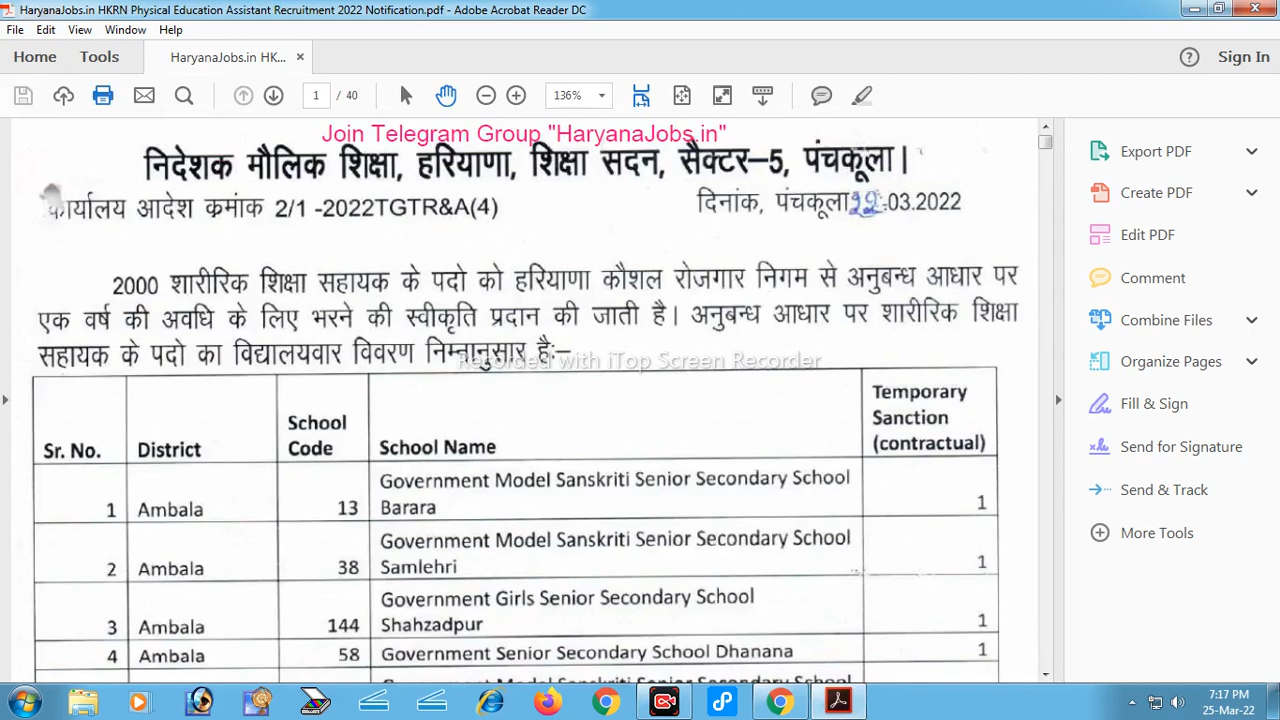 HaryanaJobs.in HKRN Physical Education Assistant Recruitment 2022 Notification.pdf - Adobe Acrobat Reader DC
File Edit View Window Help
Home Tools HaryanaJobs.in HK... × Sign In
1 / 40 136%
Join Telegram Group "HaryanaJobs.in"
निदेशक मौलिक शिक्षा, हरियाणा, शिक्षा सदन, सैक्टर–5, पंचकूला।
कार्यालय आदेश क्रमांक 2/1 -2022TGTR&A(4) दिनांक, पंचकूला 22-03.2022
2000 शारीरिक शिक्षा सहायक के पदो को हरियाणा कौशल रोजगार निगम से अनुबन्ध आधार पर
एक वर्ष की अवधि के लिए भरने की स्वीकृति प्रदान की जाती है। अनुबन्ध आधार पर शारीरिक शिक्षा
सहायक के पदो का विद्यालयवार विवरण निम्नानुसार है:–
Recorded with iTop Screen Recorder
Sr. No. District School Code School Name Temporary Sanction (contractual)
1 Ambala 13 Government Model Sanskriti Senior Secondary School Barara 1
2 Ambala 38 Government Model Sanskriti Senior Secondary School Samlehri 1
3 Ambala 144 Government Girls Senior Secondary School Shahzadpur 1
4 Ambala 58 Government Senior Secondary School Dhanana 1
Export PDF
Create PDF
Edit PDF
Comment
Combine Files
Organize Pages
Fill & Sign
Send for Signature
Send & Track
More Tools
7:17 PM
25-Mar-22